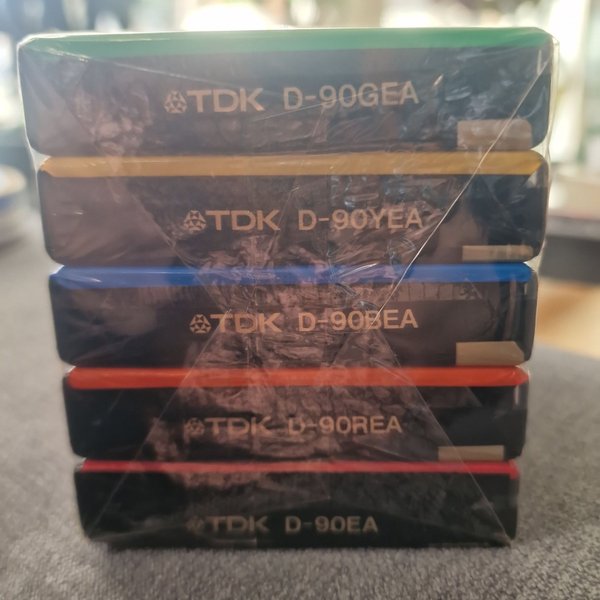 TDK D-90GEA
TDK D-90YEA
TDK D-90BEA
TDK D-90REA
TDK D-90EA